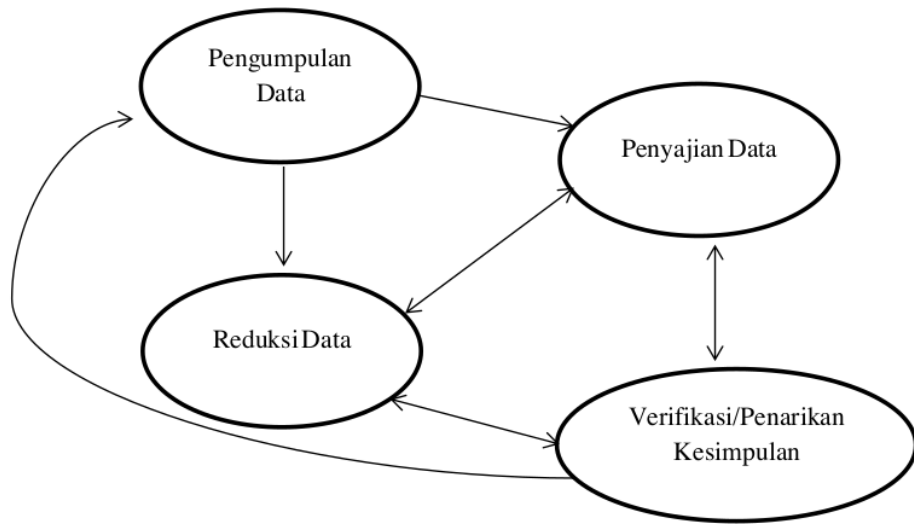 Pengumpulan
Data
Penyajian Data
Reduksi Data
Verifikasi/Penarikan
Kesimpulan